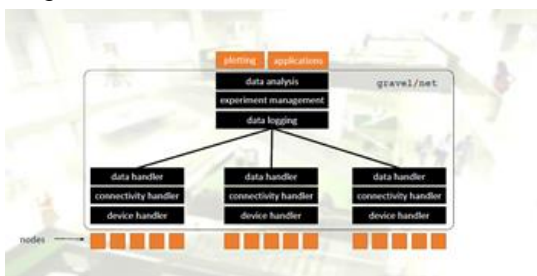 plotting applications
data analysis
gravel/net
experiment management
data logging
data handler data handler data handler
connectivity handler connectivity handler connectivity handler
device handler device handler device handler
nodes